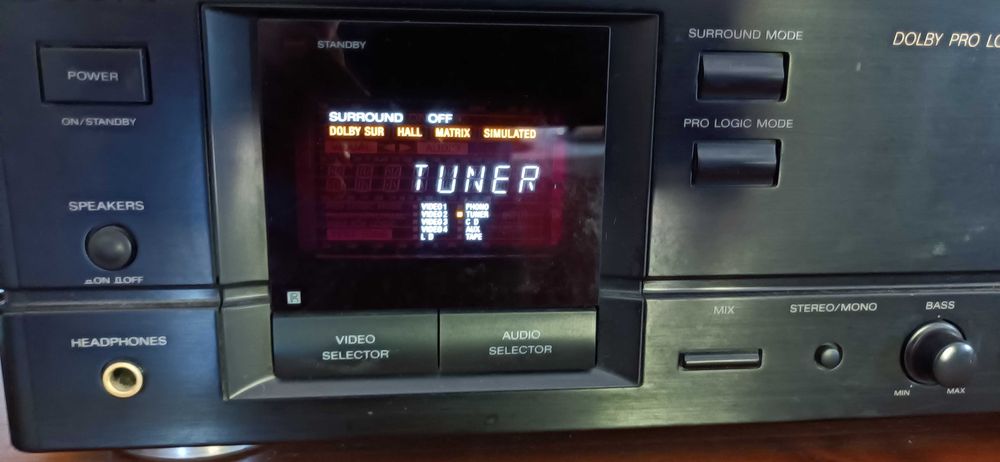 STANDBY
SURROUND MODE
DOLBY PRO LO
POWER
ON/STANDBY
SURROUND OFF
DOLBY SUR HALL MATRIX SIMULATED
PRO LOGIC MODE
TUNER
VIDEO 1 PHONO
VIDEO 2 TUNER
VIDEO 3 C D
VIDEO 4 AUX
L D TAPE
SPEAKERS
ON OFF
R
HEADPHONES
VIDEO
SELECTOR
AUDIO
SELECTOR
MIX
STEREO/MONO
BASS
MIN MAX